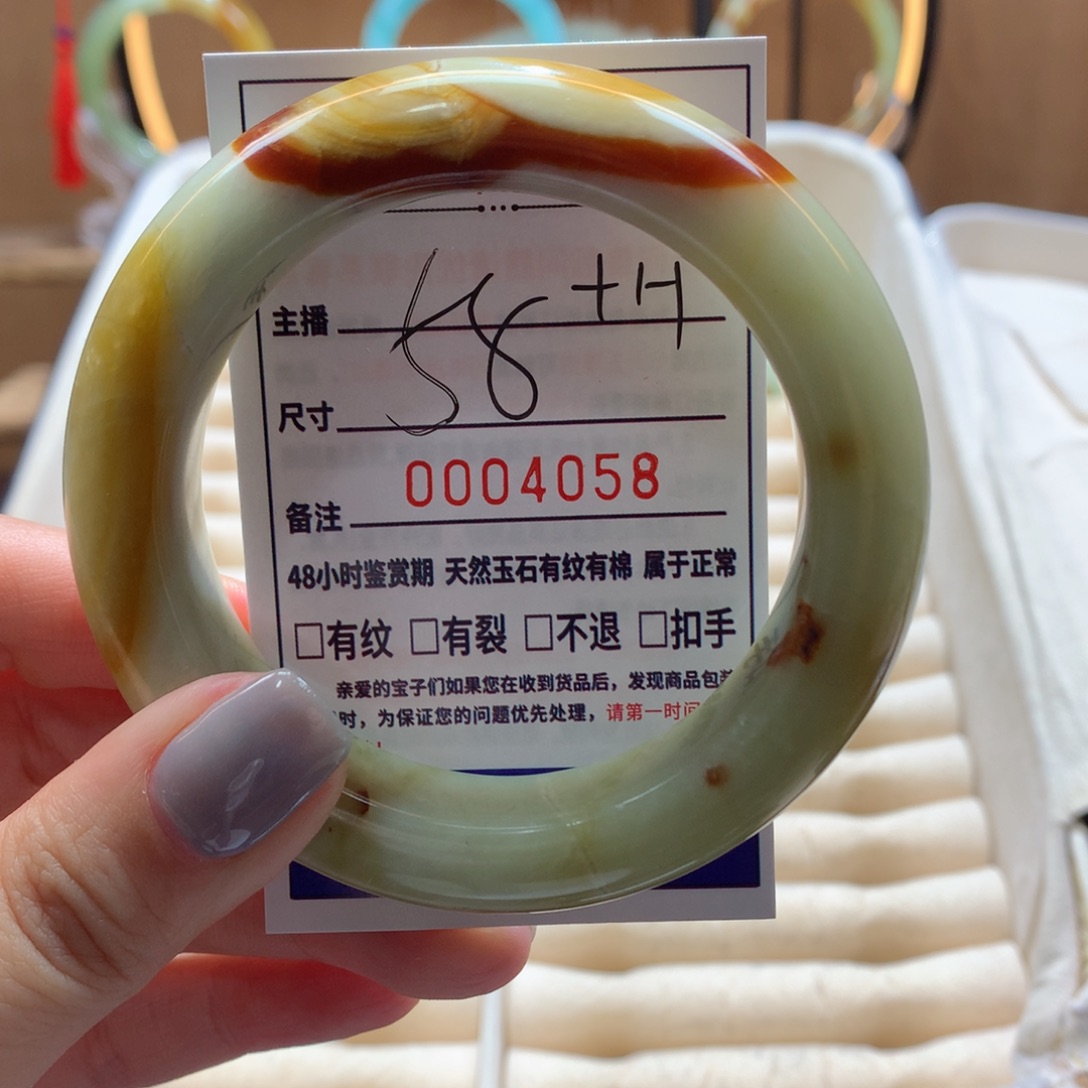 主播
58 +H
尺寸
0004058
备注
48小时鉴赏期 天然玉石有纹有棉 属于正常
□有纹 □有裂 □不退 □扣手
亲爱的宝子们如果您在收到货品后，发现商品包装
时，为保证您的问题优先处理，请第一时间
！